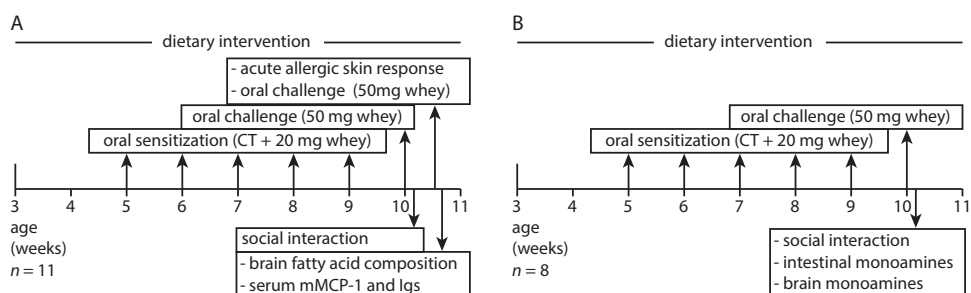 A
dietary intervention
- acute allergic skin response
- oral challenge (50mg whey)
oral challenge (50 mg whey)
oral sensitization (CT + 20 mg whey)
3 4 5 6 7 8 9 10 11
age
(weeks)
n = 11
social interaction
- brain fatty acid composition
- serum mMCP-1 and Igs
B
dietary intervention
oral challenge (50 mg whey)
oral sensitization (CT + 20 mg whey)
3 4 5 6 7 8 9 10 11
age
(weeks)
n = 8
- social interaction
- intestinal monoamines
- brain monoamines